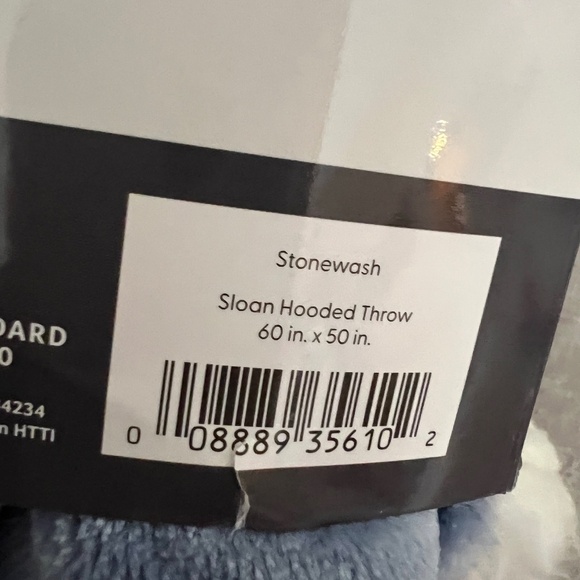 Stonewash
Sloan Hooded Throw
60 in. x 50 in.
OARD
0
4234
n HTTI
0 08889 35610 2